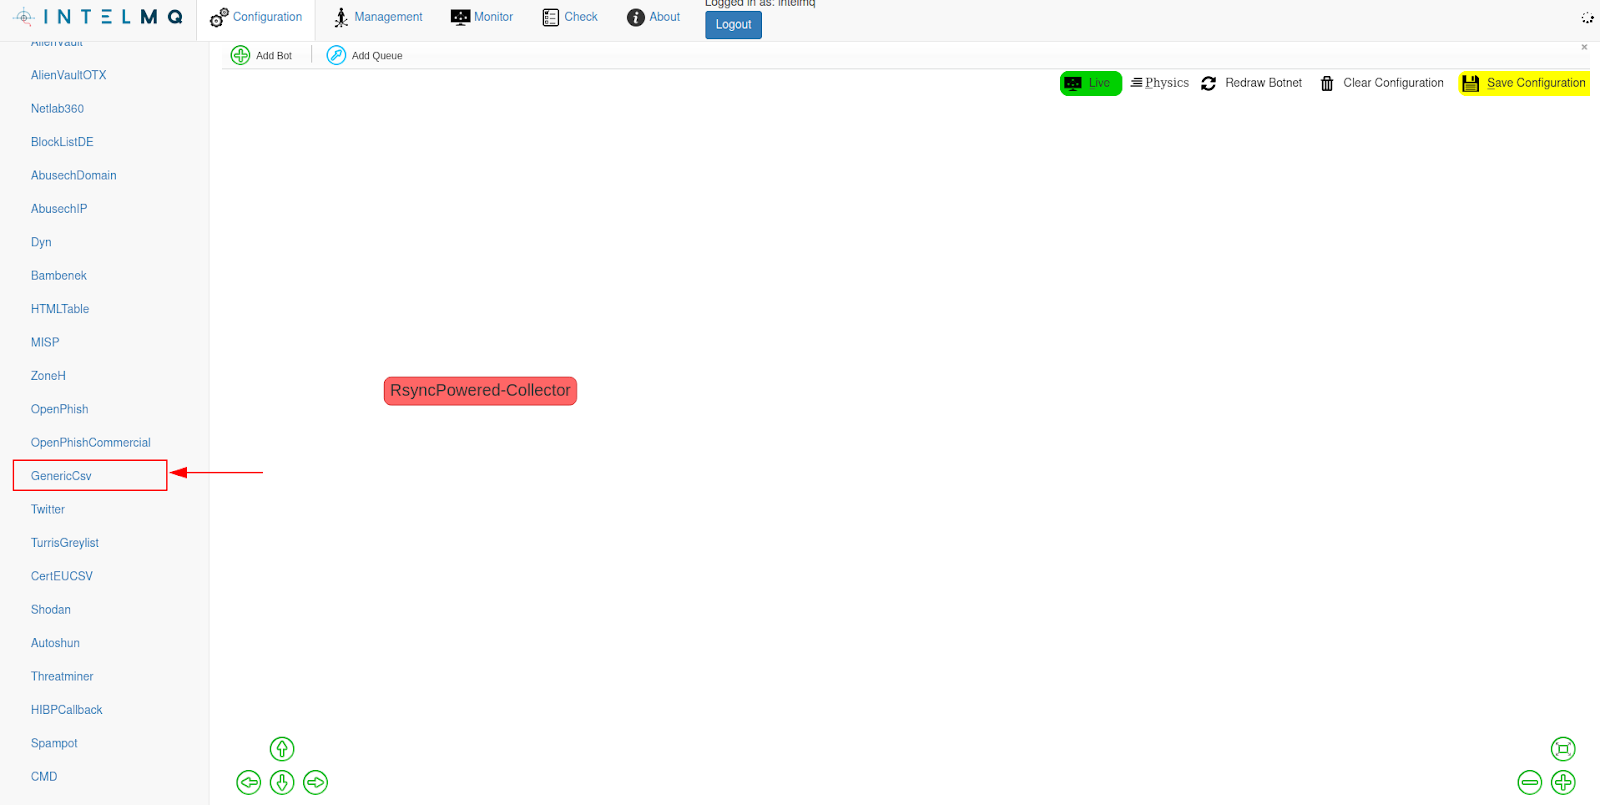 INTELMQ
Configuration
Management
Monitor
Check
About
Logged in as: intelmq
Logout
Add Bot
Add Queue
Live
Physics
Redraw Botnet
Clear Configuration
Save Configuration
AlienVault
AlienVaultOTX
Netlab360
BlockListDE
AbusechDomain
AbusechIP
Dyn
Bambenek
HTMLTable
MISP
ZoneH
OpenPhish
OpenPhishCommercial
GenericCsv
Twitter
TurrisGreylist
CertEUCSV
Shodan
Autoshun
Threatminer
HIBPCallback
Spampot
CMD
RsyncPowered-Collector